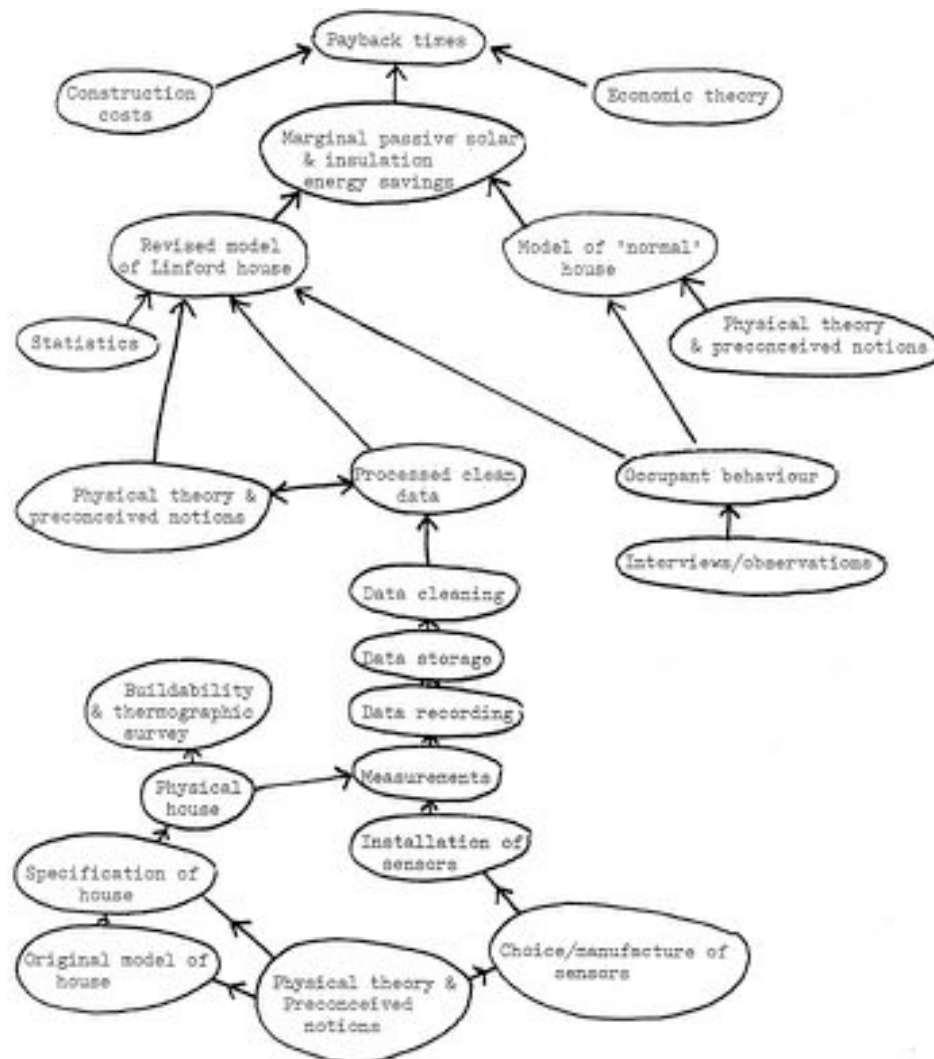 Payback times
Construction
costs
Economic theory
Marginal passive solar
& insulation
energy savings
Revised model
of Linford house
Model of "normal"
house
Statistics
Physical theory
& preconceived notions
Physical theory &
preconceived notions
Processed clean
data
Occupant behaviour
Interviews/observations
Data cleaning
Data storage
Data recording
Buildability
& thermographic
survey
Measurements
Physical
house
Installation of
sensors
Specification of
house
Choice/manufacture of
sensors
Original model of
house
Physical theory &
Preconceived
notions